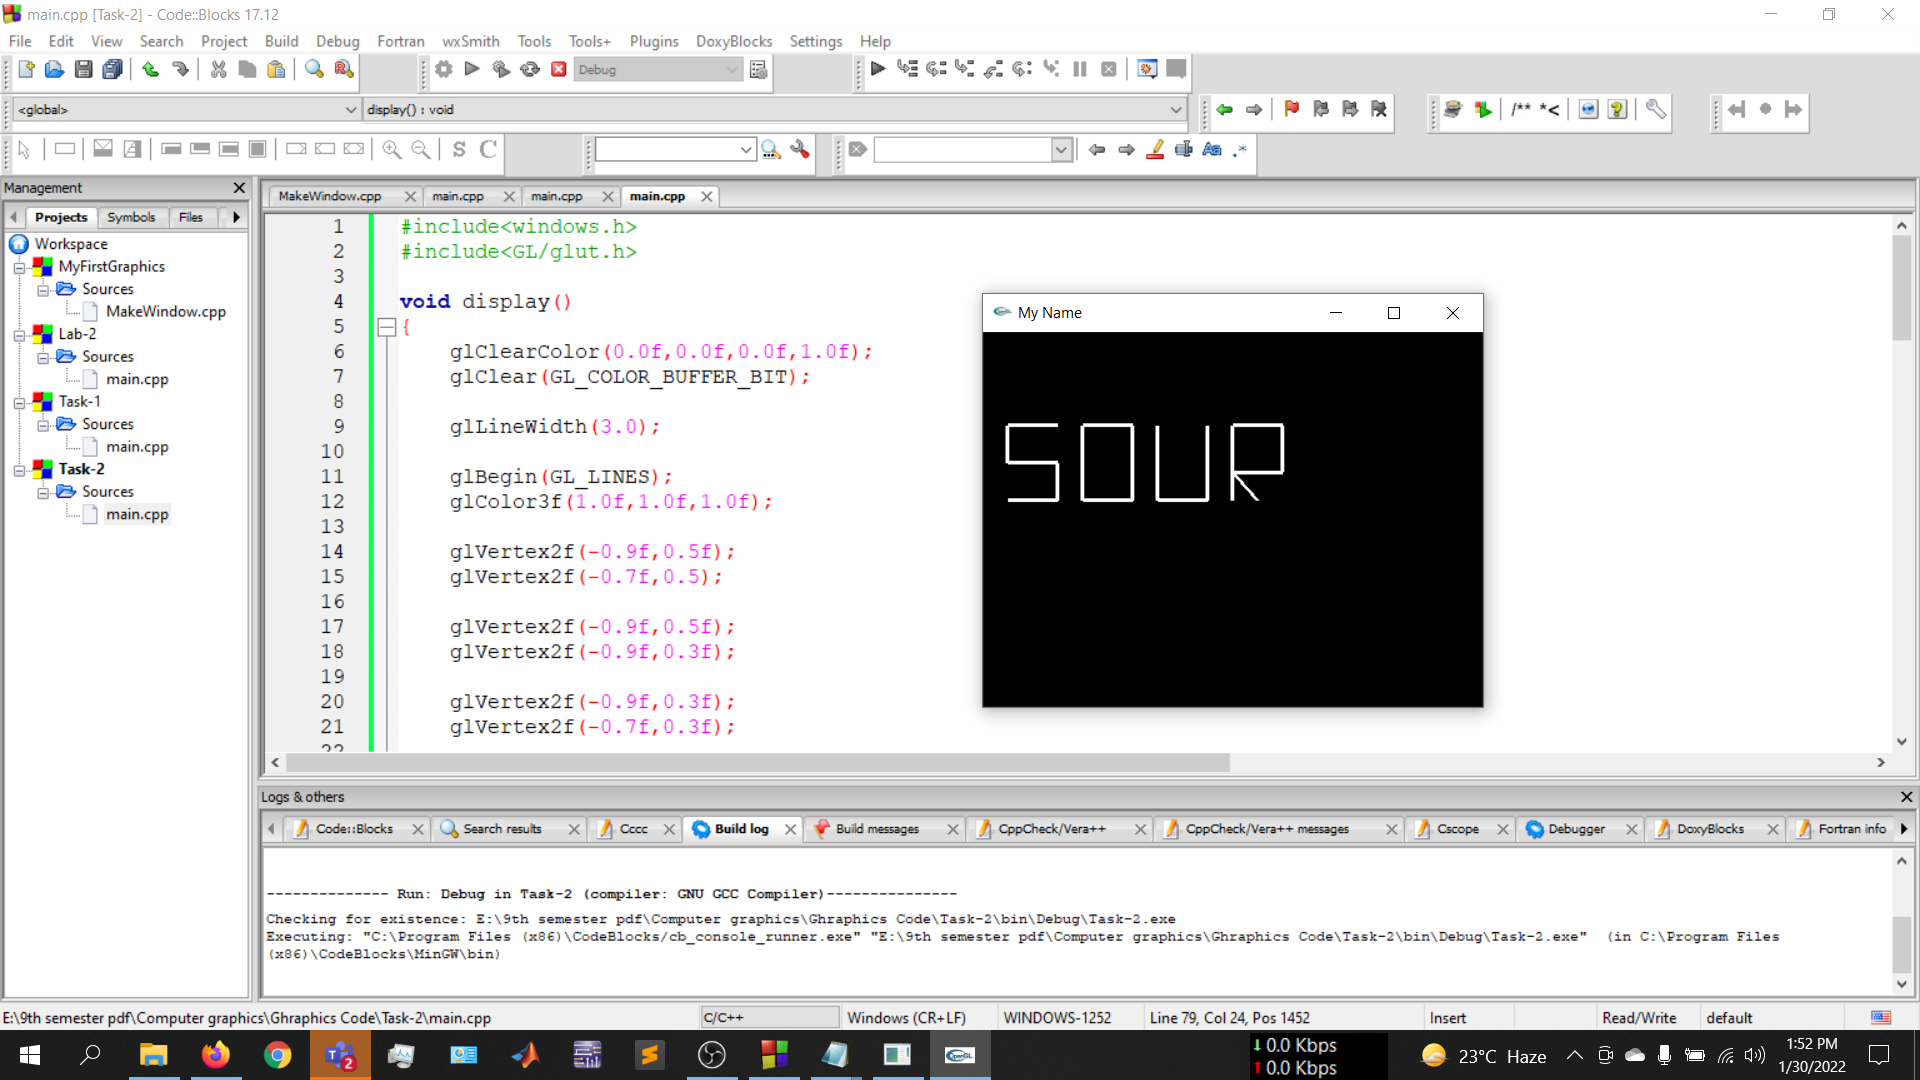 main.cpp [Task-2] - Code::Blocks 17.12
File Edit View Search Project Build Debug Fortran wxSmith Tools Tools+ Plugins DoxyBlocks Settings Help
Debug
<global> display() : void
/** *<
S C
Aa .*
Management
Projects Symbols Files
Workspace
MyFirstGraphics
Sources
MakeWindow.cpp
Lab-2
Sources
main.cpp
Task-1
Sources
main.cpp
Task-2
Sources
main.cpp
MakeWindow.cpp main.cpp main.cpp main.cpp
1 #include<windows.h>
2 #include<GL/glut.h>
3
4 void display()
5 {
6 glClearColor(0.0f,0.0f,0.0f,1.0f);
7 glClear(GL_COLOR_BUFFER_BIT);
8
9 glLineWidth(3.0);
10
11 glBegin(GL_LINES);
12 glColor3f(1.0f,1.0f,1.0f);
13
14 glVertex2f(-0.9f,0.5f);
15 glVertex2f(-0.7f,0.5);
16
17 glVertex2f(-0.9f,0.5f);
18 glVertex2f(-0.9f,0.3f);
19
20 glVertex2f(-0.9f,0.3f);
21 glVertex2f(-0.7f,0.3f);
22
My Name
SOUR
Logs & others
Code::Blocks Search results Cccc Build log Build messages CppCheck/Vera++ CppCheck/Vera++ messages Cscope Debugger DoxyBlocks Fortran info
-------------- Run: Debug in Task-2 (compiler: GNU GCC Compiler)---------------
Checking for existence: E:\9th semester pdf\Computer graphics\Ghraphics Code\Task-2\bin\Debug\Task-2.exe
Executing: "C:\Program Files (x86)\CodeBlocks/cb_console_runner.exe" "E:\9th semester pdf\Computer graphics\Ghraphics Code\Task-2\bin\Debug\Task-2.exe" (in C:\Program Files
(x86)\CodeBlocks\MinGW\bin)
E:\9th semester pdf\Computer graphics\Ghraphics Code\Task-2\main.cpp C/C++ Windows (CR+LF) WINDOWS-1252 Line 79, Col 24, Pos 1452 Insert Read/Write default
2
OpenGL
0.0 Kbps
0.0 Kbps
23°C Haze
1:52 PM
1/30/2022